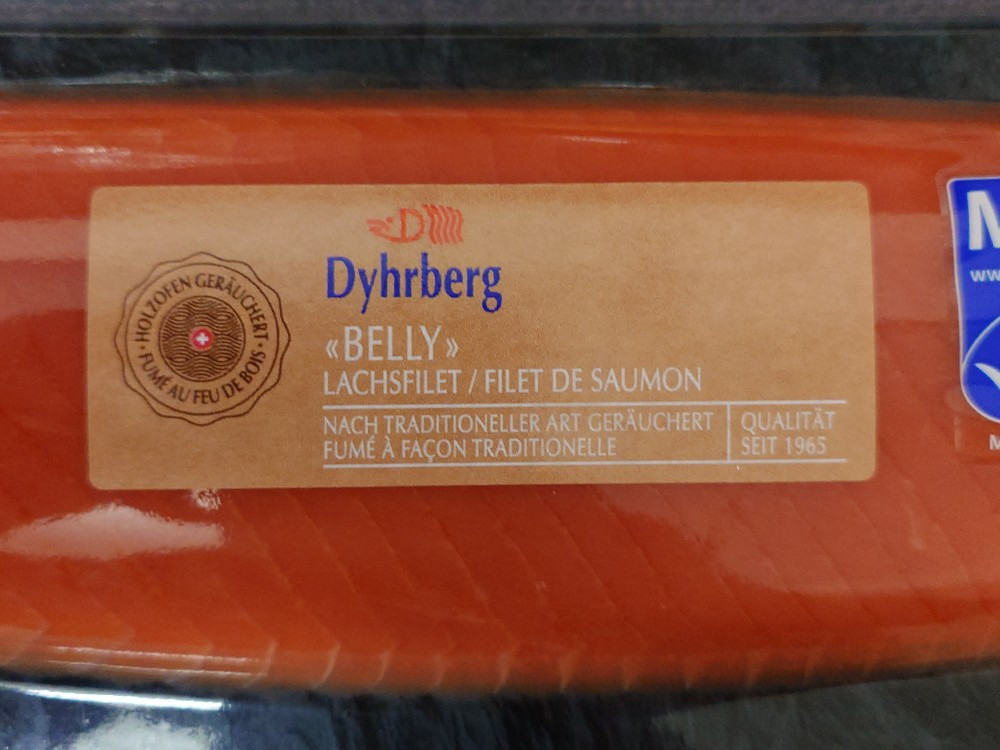 HOLZOFEN GERÄUCHERT
FUMÉ AU FEU DE BOIS
D
Dyhrberg
«BELLY»
LACHSFILET / FILET DE SAUMON
NACH TRADITIONELLER ART GERÄUCHERT
FUMÉ À FAÇON TRADITIONELLE
QUALITÄT
SEIT 1965